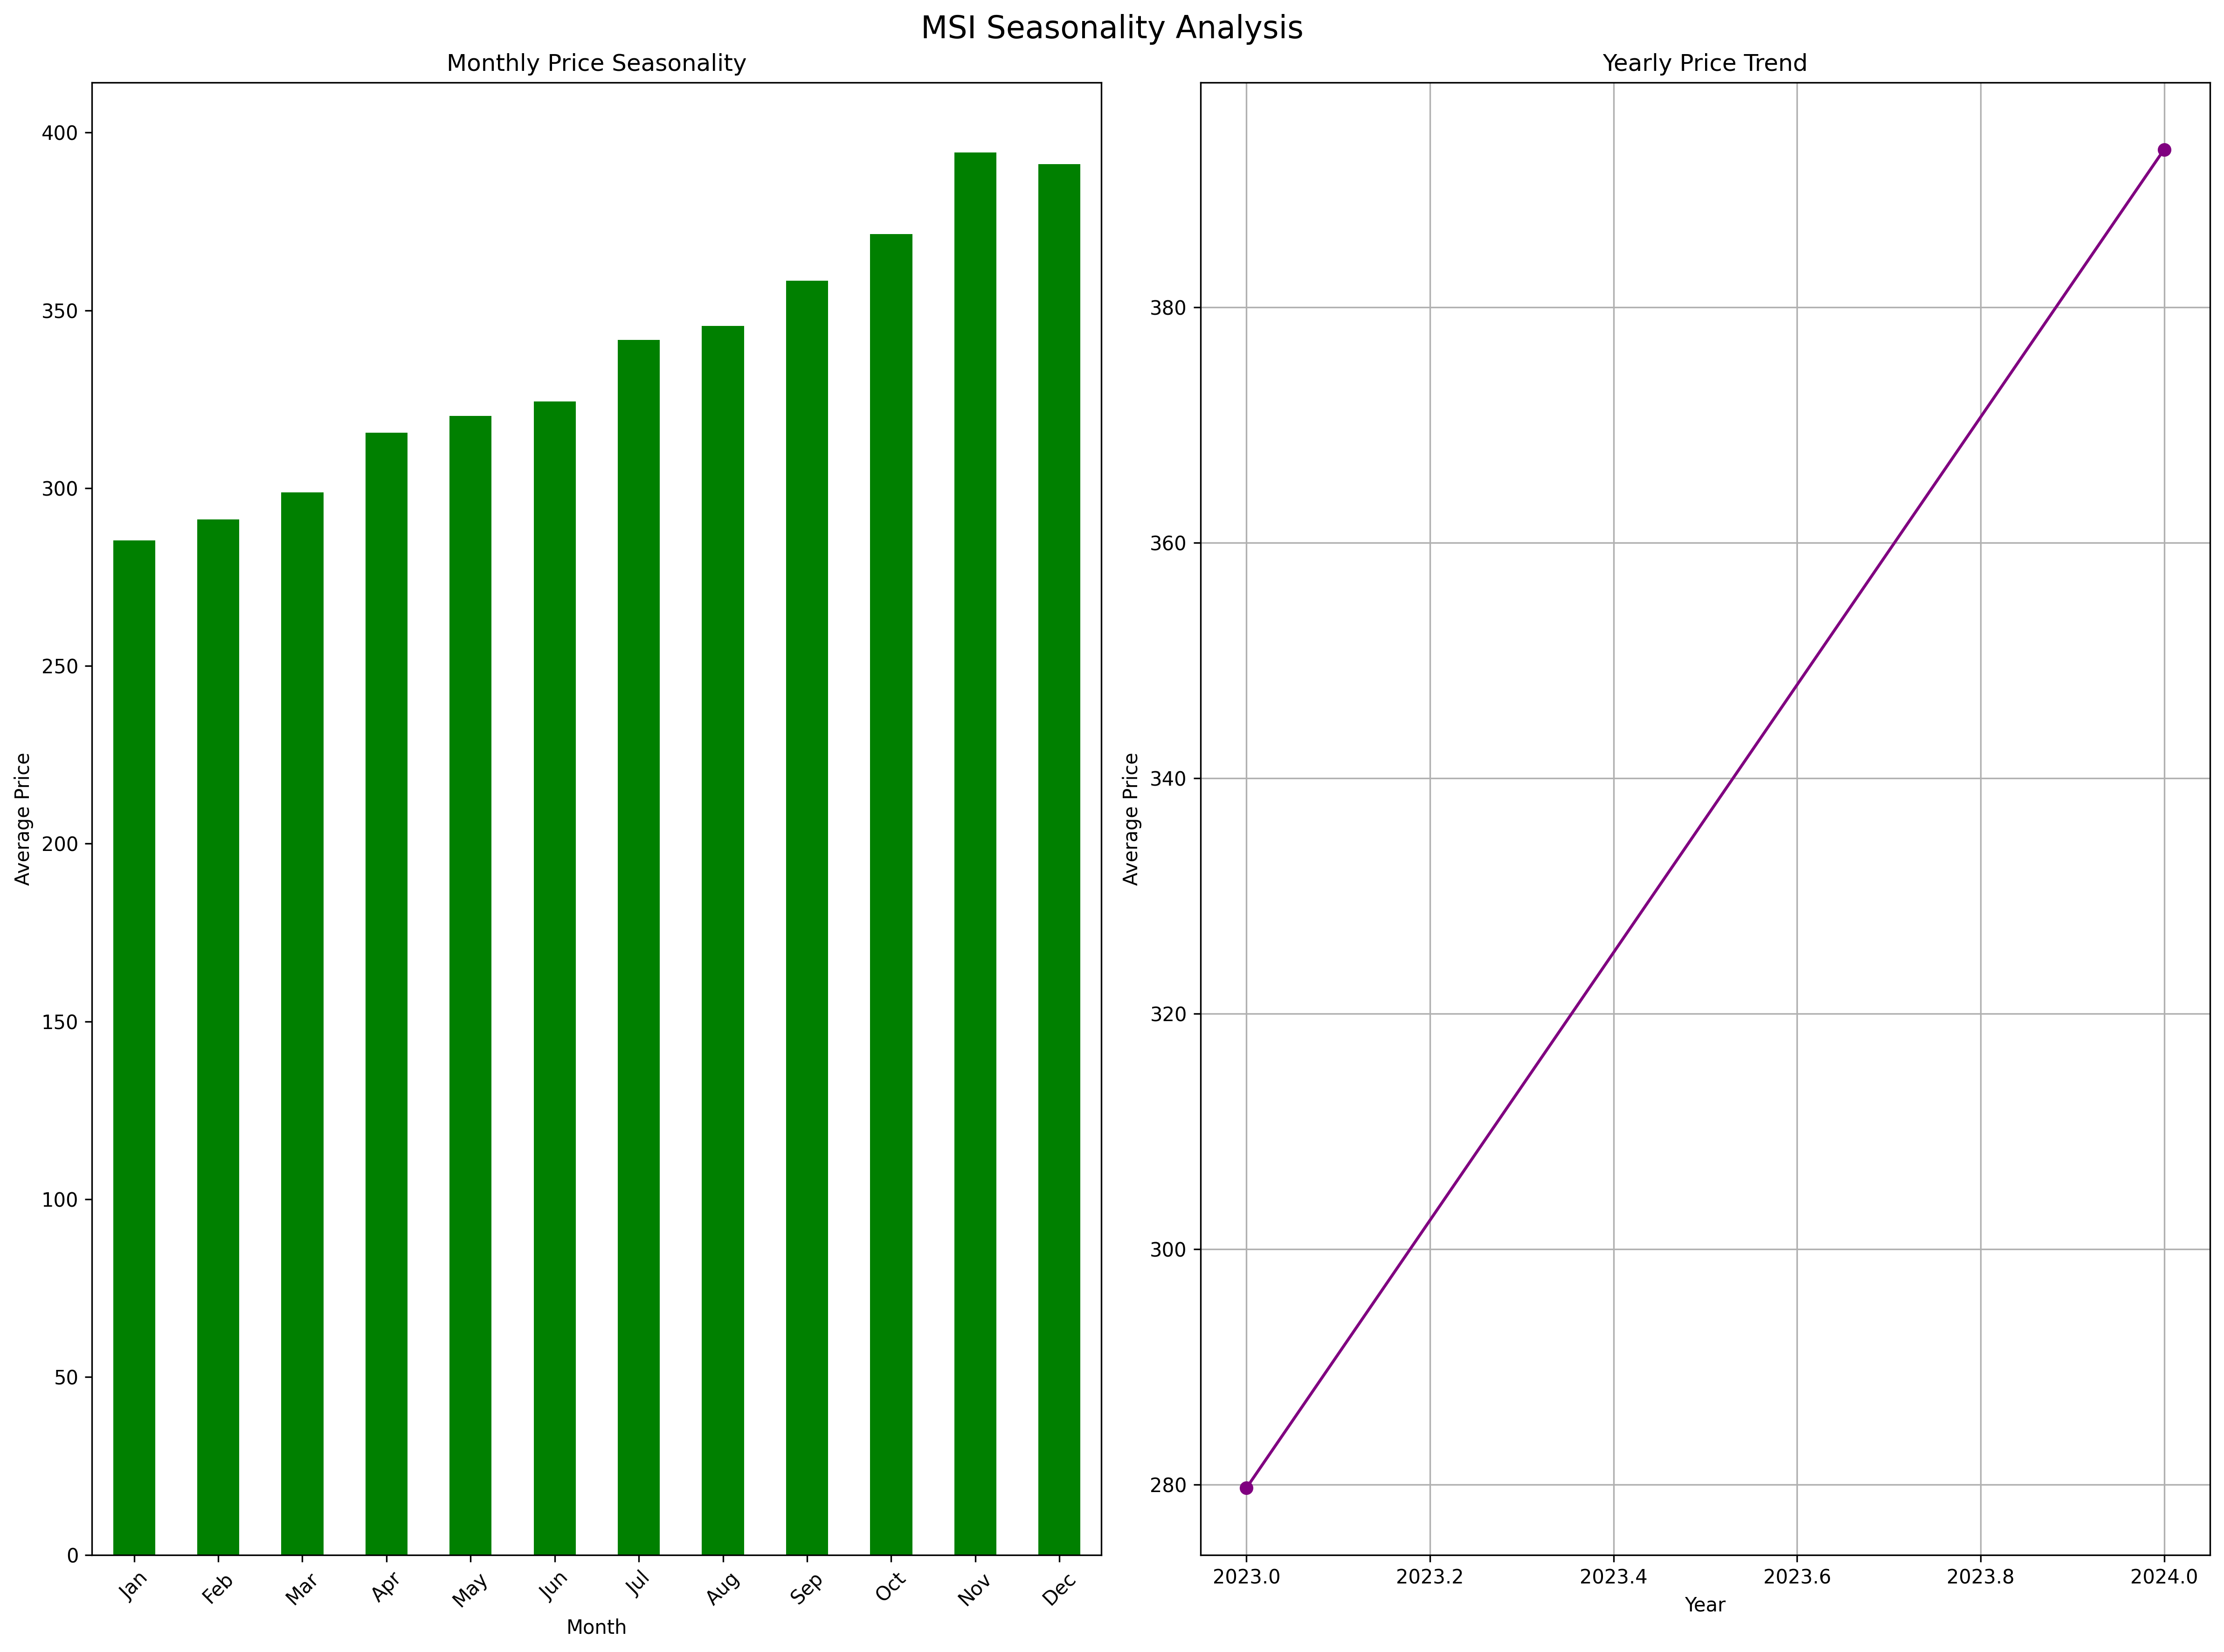 MSI Seasonality Analysis
Monthly Price Seasonality
Average Price
400
350
300
250
200
150
100
50
0
Jan
Feb
Mar
Apr
May
Jun
Jul
Aug
Sep
Oct
Nov
Dec
Month
Yearly Price Trend
Average Price
380
360
340
320
300
280
2023.0
2023.2
2023.4
2023.6
2023.8
2024.0
Year